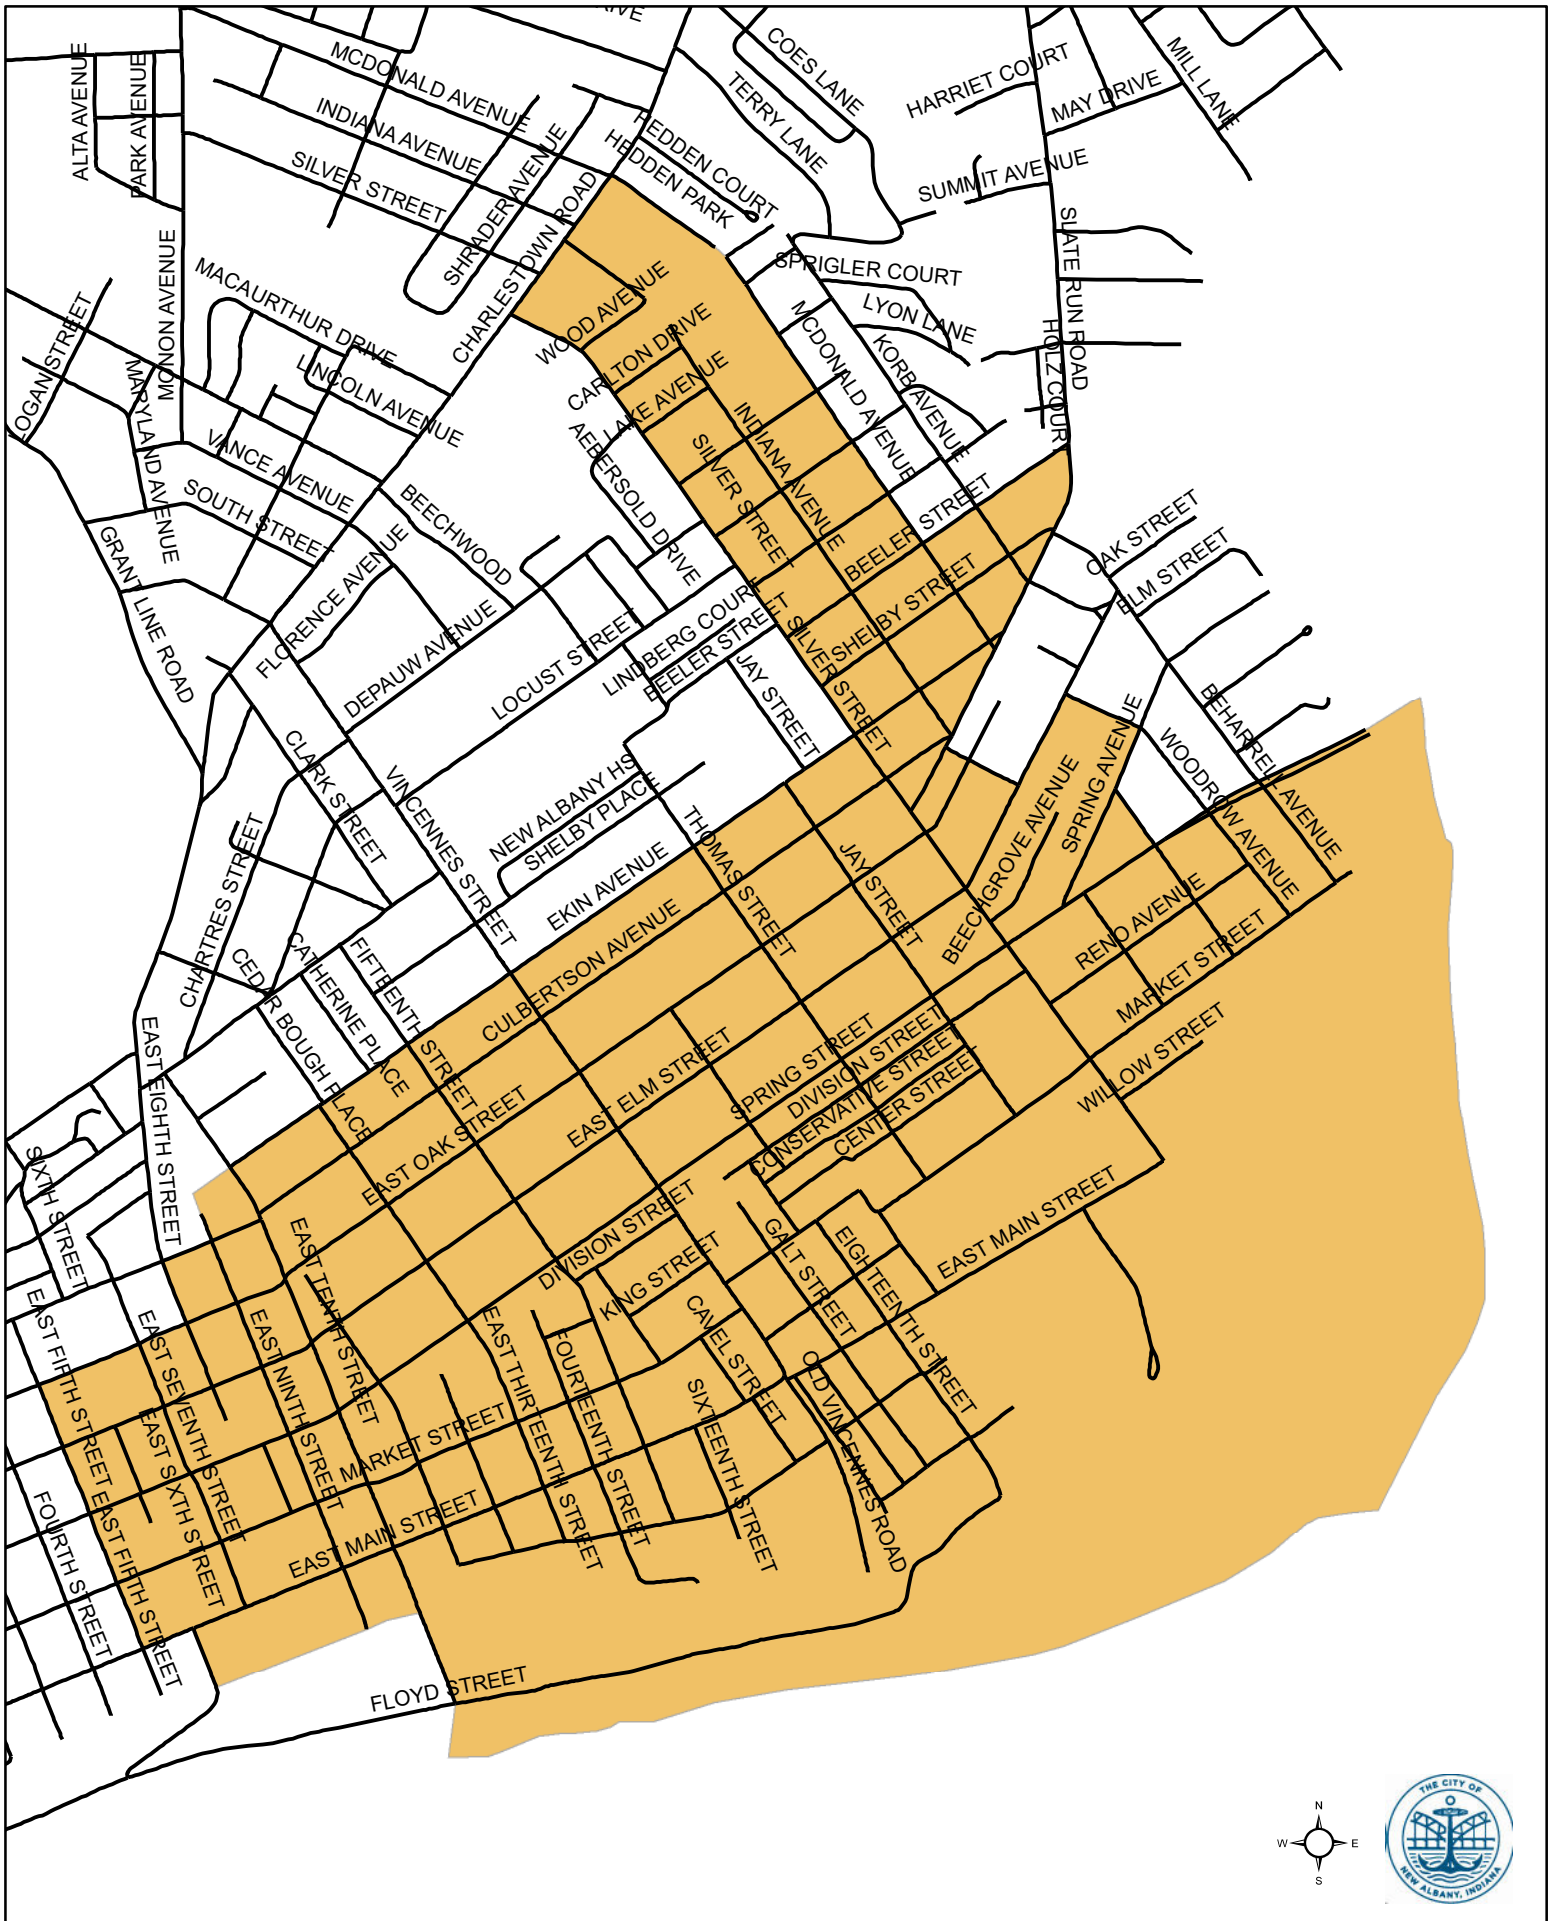 RIVE
COES LANE
MILL LANE
HARRIET COURT
MCDONALD AVENUE
ALTA AVENUE
PARK AVENUE
TERRY LANE
MAY DRIVE
INDIANA AVENUE
HEDDEN COURT
HEDDEN PARK
SILVER STREET
SHRADER AVENUE
SUMMIT AVENUE
CHARLESTOWN ROAD
SLATE RUN ROAD
MONON AVENUE
MACAURTHUR DRIVE
SPRIGLER COURT
WOOD AVENUE
LYON LANE
LOGAN STREET
CARLTON DRIVE
MCDONALD AVENUE
KORB AVENUE
HOLZ COURT
LINCOLN AVENUE
MARYLAND AVENUE
LAKE AVENUE
VANCE AVENUE
AEBERSOLD DRIVE
SILVER STREET
INDIANA AVENUE
SOUTH STREET
BEECHWOOD
BEELER STREET
OAK STREET
GRANT LINE ROAD
FLORENCE AVENUE
ELM STREET
SHELBY STREET
LINDBERG COURT
BEELER STREET
SILVER STREET
DEPAUW AVENUE
LOCUST STREET
JAY STREET
BEHARRELL AVENUE
CLARK STREET
VINCENNES STREET
NEW ALBANY HS
SHELBY PLACE
WOODROW AVENUE
BEECHGROVE AVENUE
SPRING AVENUE
THOMAS STREET
JAY STREET
CHARTRES STREET
EKIN AVENUE
RENO AVENUE
CULBERTSON AVENUE
MARKET STREET
CEDAR BOUGH PLACE
CATHERINE PLACE
FIFTEENTH STREET
EAST EIGHTH STREET
EAST ELM STREET
SPRING STREET
DIVISION STREET
CONSERVATIVE STREET
CENTER STREET
WILLOW STREET
EAST OAK STREET
SIXTH STREET
EAST MAIN STREET
DIVISION STREET
KING STREET
GALT STREET
EIGHTEENTH STREET
EAST TENTH STREET
EAST FIFTH STREET
EAST SEVENTH STREET
EAST NINTH STREET
EAST THIRTEENTH STREET
FOURTEENTH STREET
CAVEL STREET
OLD VINCENNES ROAD
SIXTEENTH STREET
MARKET STREET
EAST SIXTH STREET
FOURTH STREET
EAST FIFTH STREET
EAST MAIN STREET
FLOYD STREET
N
W
E
S
THE CITY OF
NEW ALBANY, INDIANA